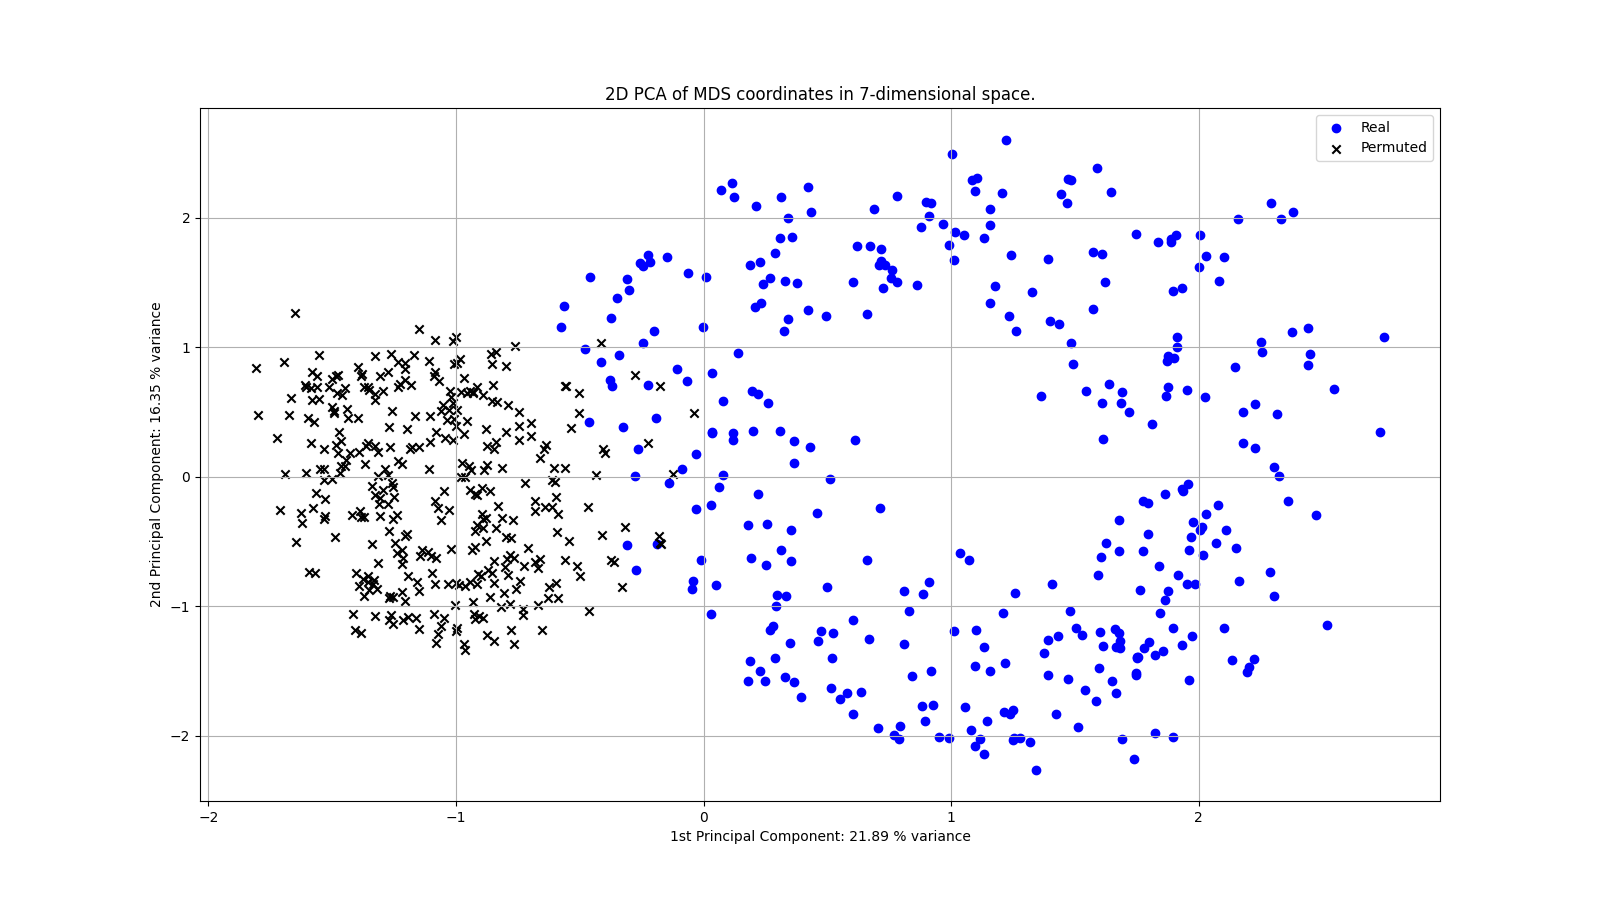 2D PCA of MDS coordinates in 7-dimensional space.
Real
Permuted
2nd Principal Component: 16.35 % variance
2
1
0
−1
−2
−2
−1
0
1
2
1st Principal Component: 21.89 % variance